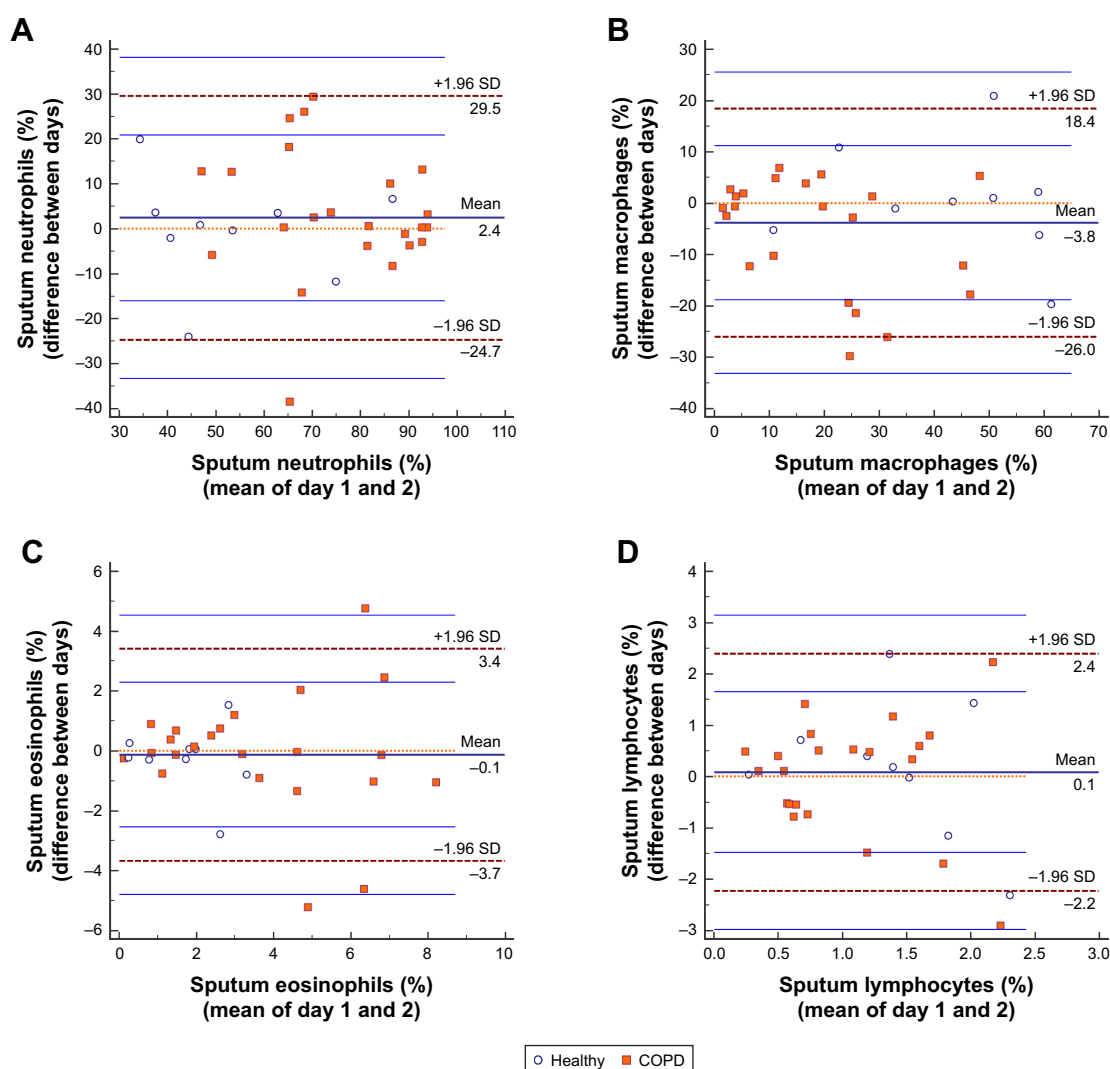 A
Sputum neutrophils (%)
(difference between days)
40
30
20
10
0
–10
–20
–30
–40
+1.96 SD
29.5
Mean
2.4
–1.96 SD
–24.7
30 40 50 60 70 80 90 100 110
Sputum neutrophils (%)
(mean of day 1 and 2)
B
Sputum macrophages (%)
(difference between days)
30
20
10
0
–10
–20
–30
–40
+1.96 SD
18.4
Mean
–3.8
–1.96 SD
–26.0
0 10 20 30 40 50 60 70
Sputum macrophages (%)
(mean of day 1 and 2)
C
Sputum eosinophils (%)
(difference between days)
6
4
2
0
–2
–4
–6
+1.96 SD
3.4
Mean
–0.1
–1.96 SD
–3.7
0 2 4 6 8 10
Sputum eosinophils (%)
(mean of day 1 and 2)
D
Sputum lymphocytes (%)
(difference between days)
4
3
2
1
0
–1
–2
–3
+1.96 SD
2.4
Mean
0.1
–1.96 SD
–2.2
0.0 0.5 1.0 1.5 2.0 2.5 3.0
Sputum lymphocytes (%)
(mean of day 1 and 2)
Healthy COPD